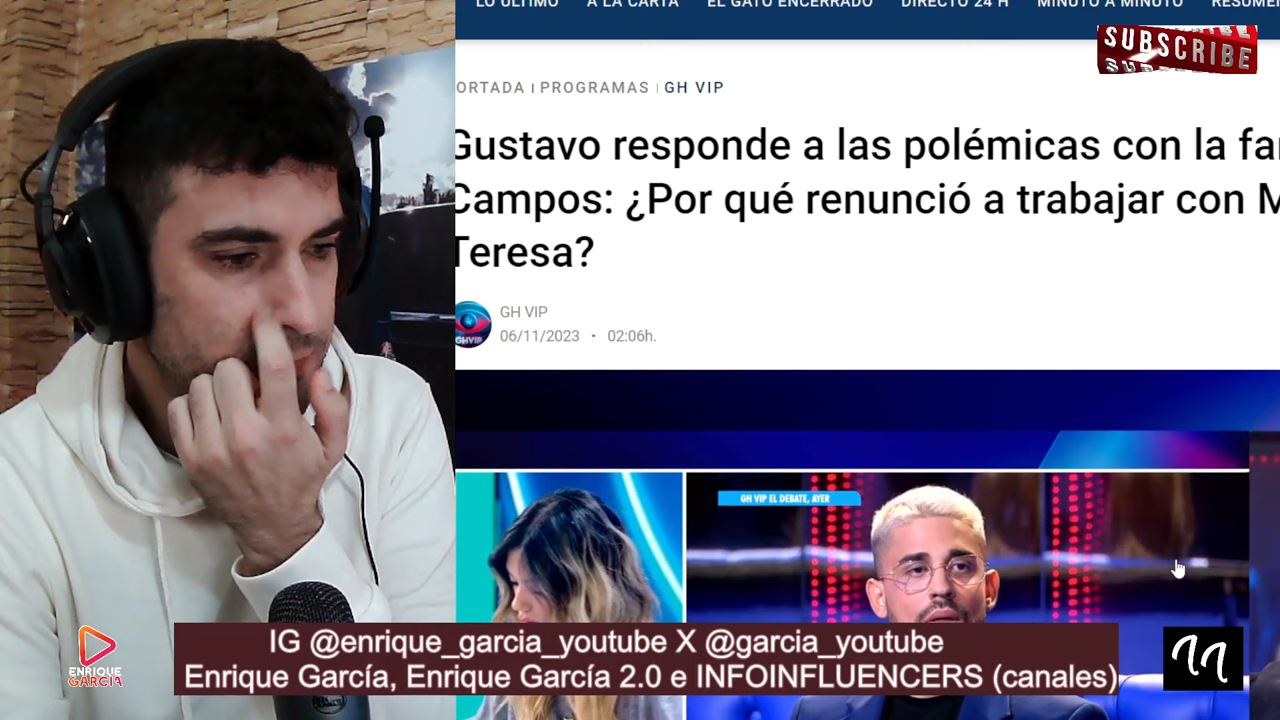 LO ÚLTIMO A LA CARTA EL GATO ENCERRADO DIRECTO 24 H MINUTO A MINUTO
SUBSCRIBE
ORTADA | PROGRAMAS | GH VIP
Gustavo responde a las polémicas con la fa
Campos: ¿Por qué renunció a trabajar con M
Teresa?
GH VIP
06/11/2023 · 02:06h.
GHVIP
GH VIP EL DEBATE, AYER
IG @enrique_garcia_youtube X @garcia_youtube
Enrique García, Enrique García 2.0 e INFOINFLUENCERS (canales)
ENRIQUE
GARCÍA